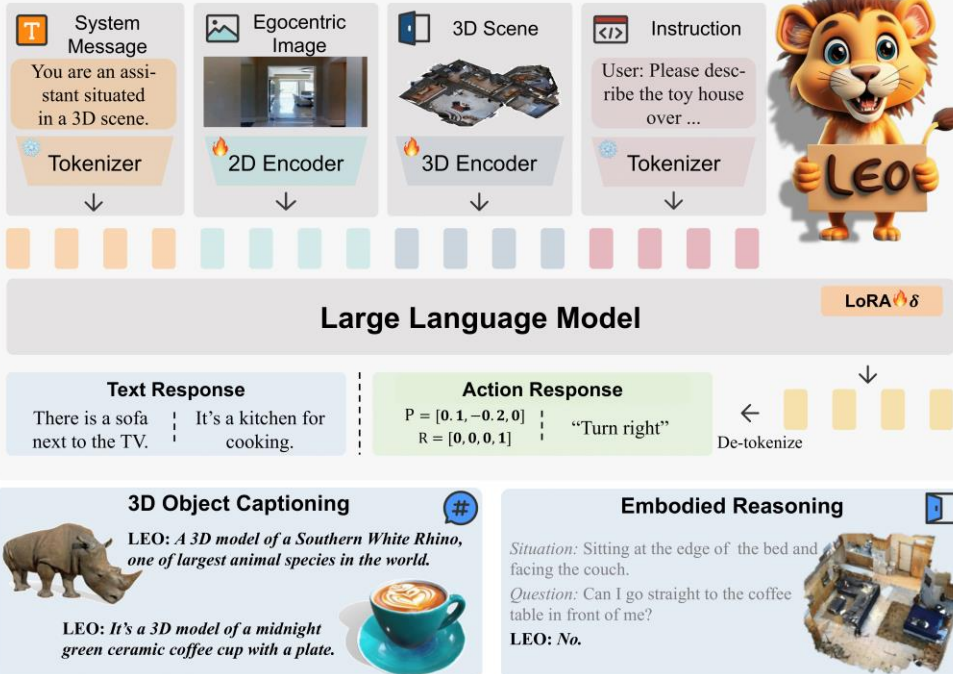 System
Message
You are an assi-
stant situated
in a 3D scene.
Tokenizer
Egocentric
Image
2D Encoder
3D Scene
3D Encoder
Instruction
User: Please desc-
ribe the toy house
over ...
Tokenizer
LEO
Large Language Model
LoRA δ
Text Response
There is a sofa
next to the TV.
It's a kitchen for
cooking.
Action Response
P = [0.1, −0.2, 0]
R = [0, 0, 0, 1]
“Turn right”
De-tokenize
3D Object Captioning
#
LEO: A 3D model of a Southern White Rhino,
one of largest animal species in the world.
LEO: It's a 3D model of a midnight
green ceramic coffee cup with a plate.
Embodied Reasoning
Situation: Sitting at the edge of the bed and
facing the couch.
Question: Can I go straight to the coffee
table in front of me?
LEO: No.